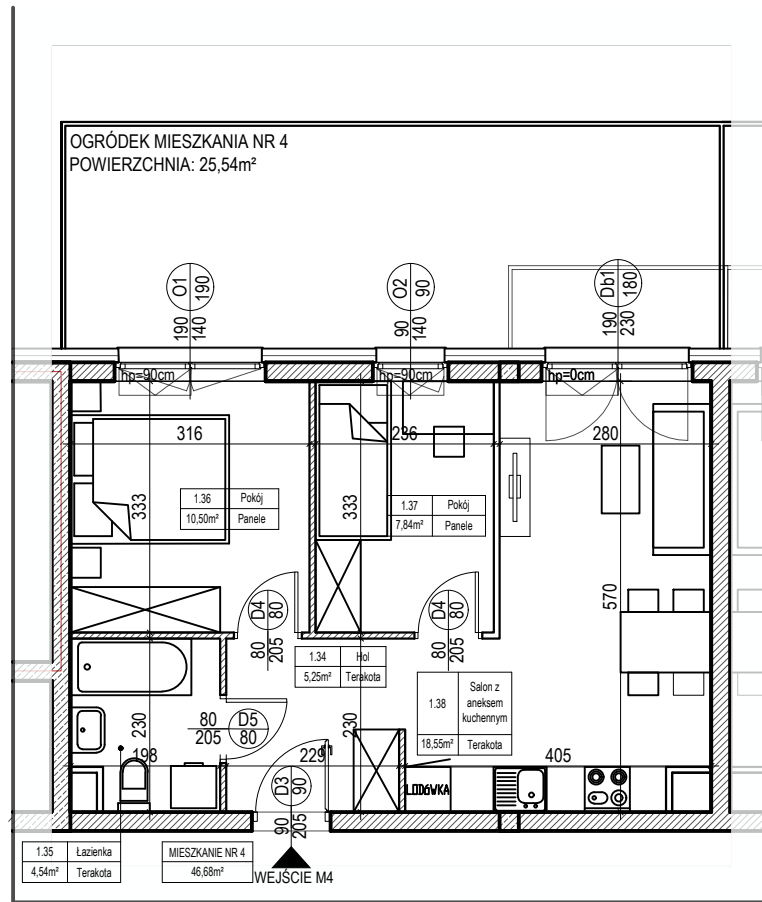 OGRÓDEK MIESZKANIA NR 4
POWIERZCHNIA: 25,54m²
O1
190
190
140
O2
90
90
140
Db1
180
190
230
hp=90cm
hp=90cm
hp=0cm
316
236
280
333
333
570
1.36 Pokój
10,50m² Panele
1.37 Pokój
7,84m² Panele
D4
80
80
205
D4
80
80
205
1.34 Hol
5,25m² Terakota
1.38 Salon z aneksem kuchennym
18,55m² Terakota
80
205
D5
80
230
230
198
229
405
D3
90
90
205
LODÓWKA
1.35 Łazienka
4,54m² Terakota
MIESZKANIE NR 4
46,68m²
WEJŚCIE M4